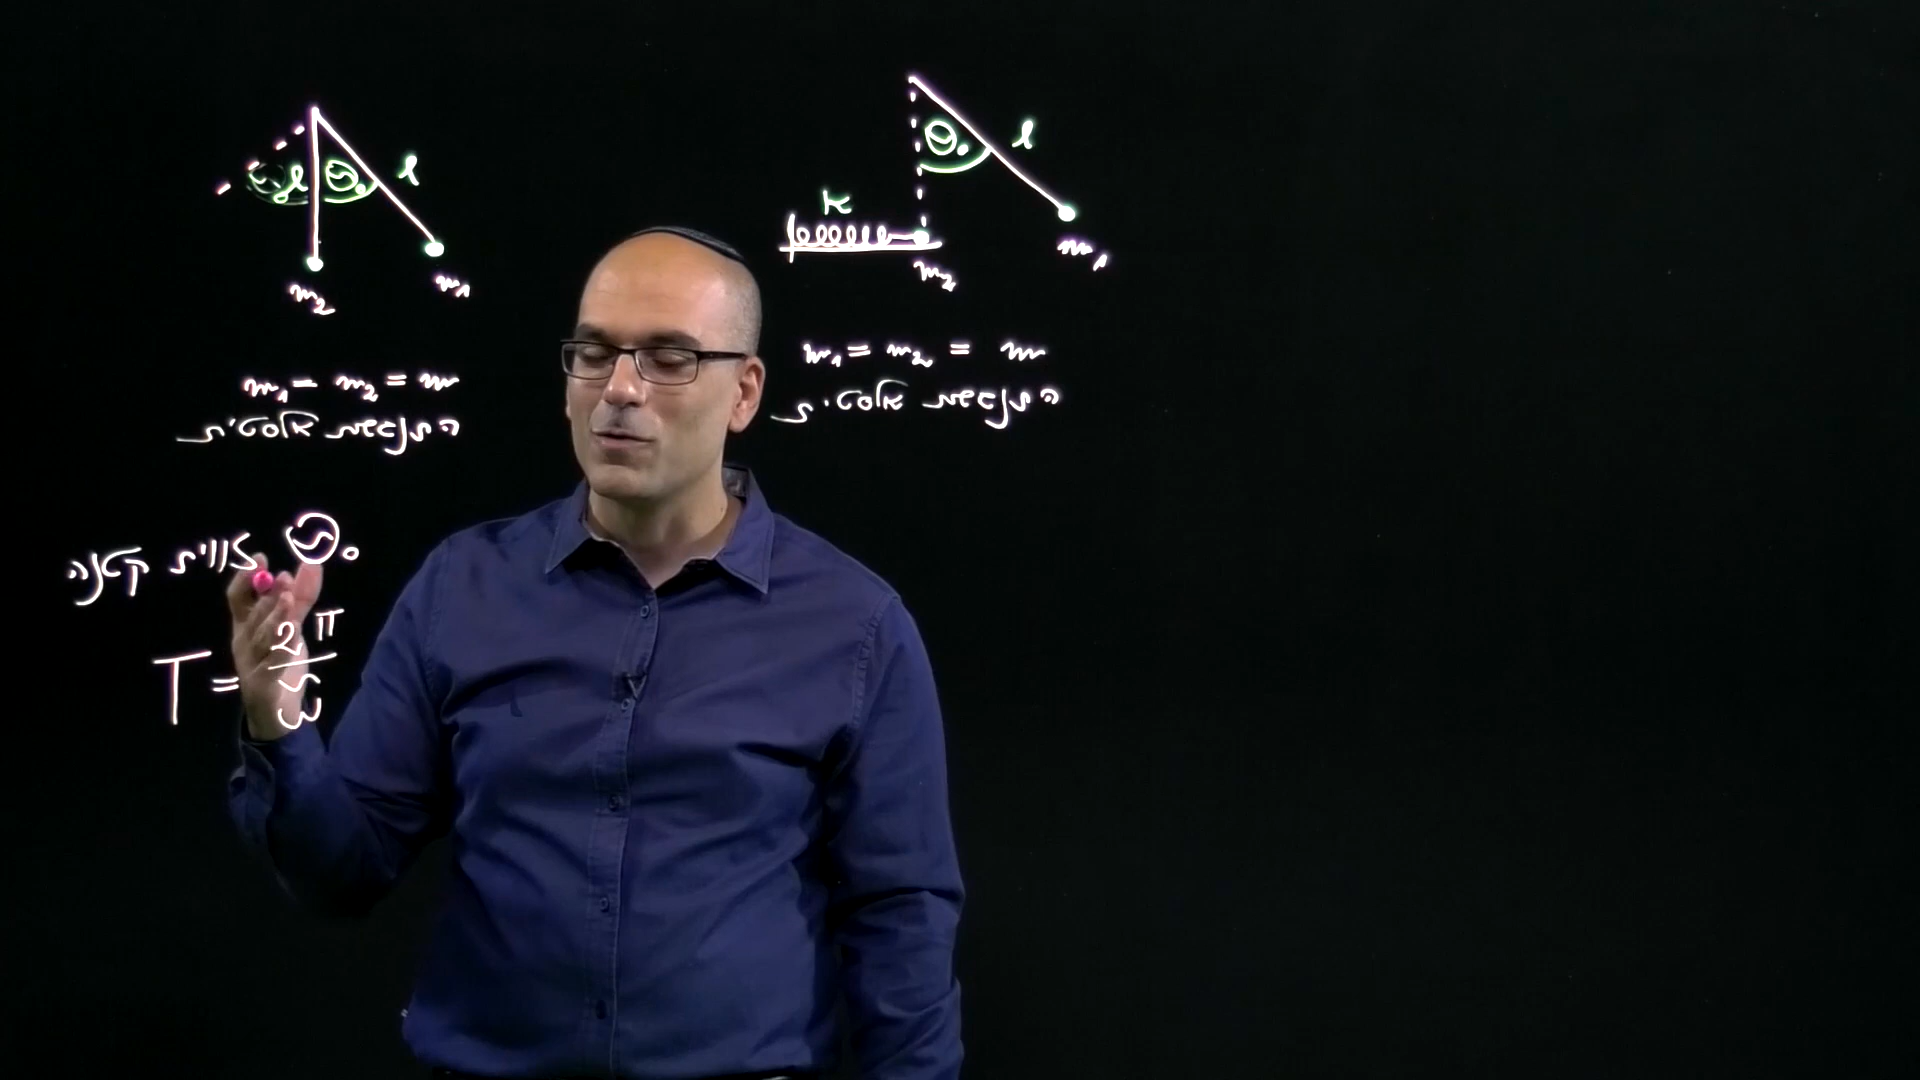 θ₀ l
l
m₂ m₁
m₁ = m₂ = m
התנגשות אלסטית
θ₀ זווית קטנה
T = 2π/ω
θ₀ l
k
m₂ m₁
m₁ = m₂ = m
התנגשות אלסטית